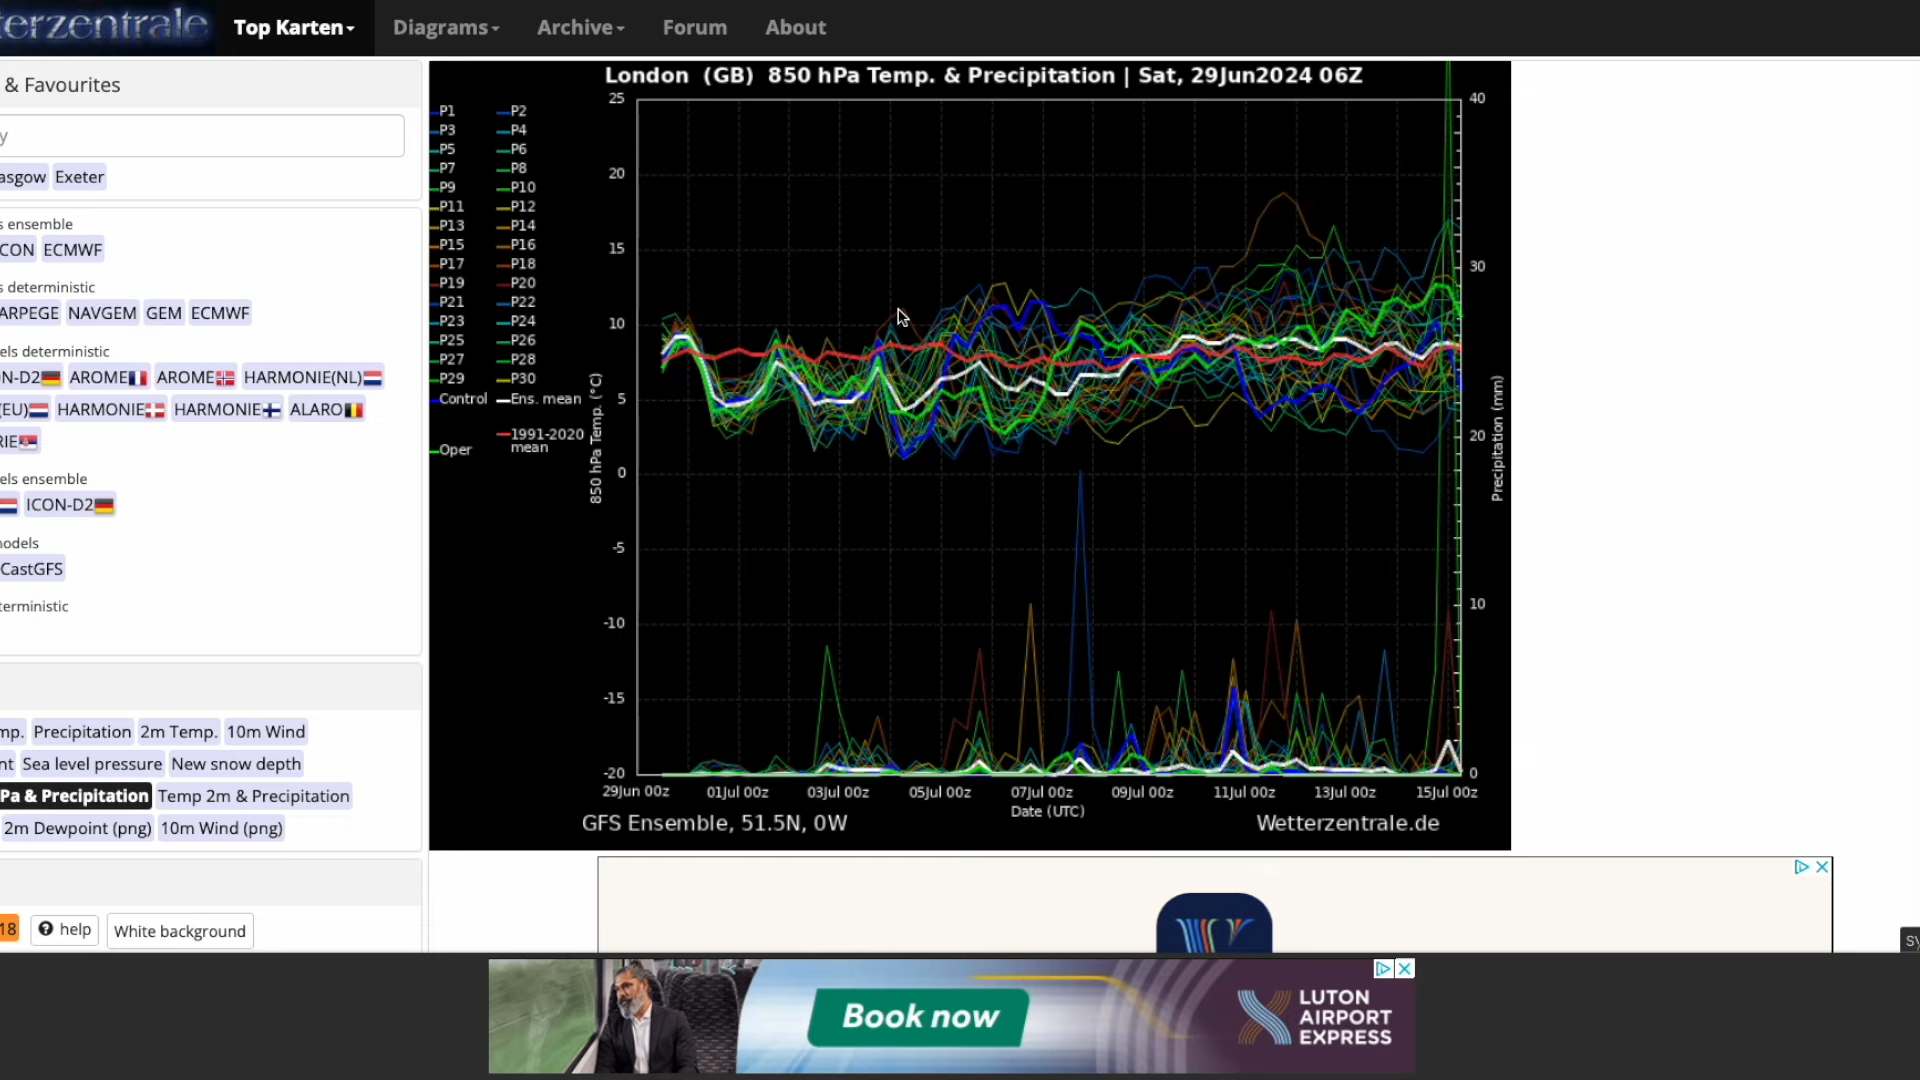 terzentrale Top Karten Diagrams Archive Forum About
& Favourites
y
asgow Exeter
s ensemble
CON ECMWF
s deterministic
ARPEGE NAVGEM GEM ECMWF
els deterministic
N-D2 AROME AROME HARMONIE(NL)
(EU) HARMONIE HARMONIE ALARO
RIE
els ensemble
ICON-D2
nodels
CastGFS
terministic
mp. Precipitation 2m Temp. 10m Wind
nt Sea level pressure New snow depth
Pa & Precipitation Temp 2m & Precipitation
2m Dewpoint (png) 10m Wind (png)
18 help White background
London (GB) 850 hPa Temp. & Precipitation | Sat, 29Jun2024 06Z
P1 P2
P3 P4
P5 P6
P7 P8
P9 P10
P11 P12
P13 P14
P15 P16
P17 P18
P19 P20
P21 P22
P23 P24
P25 P26
P27 P28
P29 P30
Control Ens. mean
Oper 1991-2020
mean
850 hPa Temp. (°C)
25
20
15
10
5
0
-5
-10
-15
-20
40
30
20
10
0
Precipitation (mm)
29Jun 00z 01Jul 00z 03Jul 00z 05Jul 00z 07Jul 00z 09Jul 00z 11Jul 00z 13Jul 00z 15Jul 00z
Date (UTC)
GFS Ensemble, 51.5N, 0W Wetterzentrale.de
sy
Book now
LUTON
AIRPORT
EXPRESS